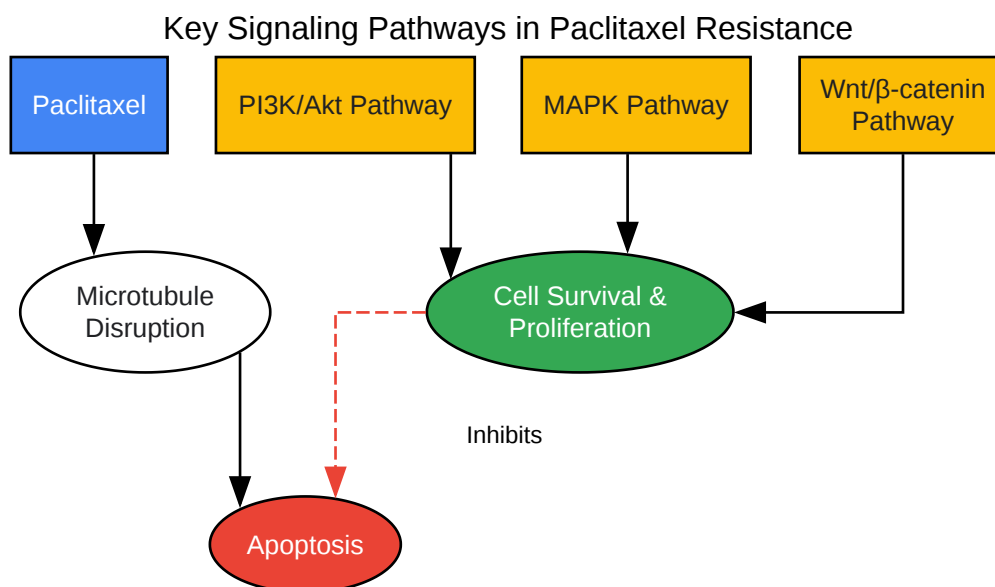 Key Signaling Pathways in Paclitaxel Resistance
Paclitaxel
PI3K/Akt Pathway
MAPK Pathway
Wnt/β-catenin
Pathway
Microtubule
Disruption
Cell Survival &
Proliferation
Inhibits
Apoptosis